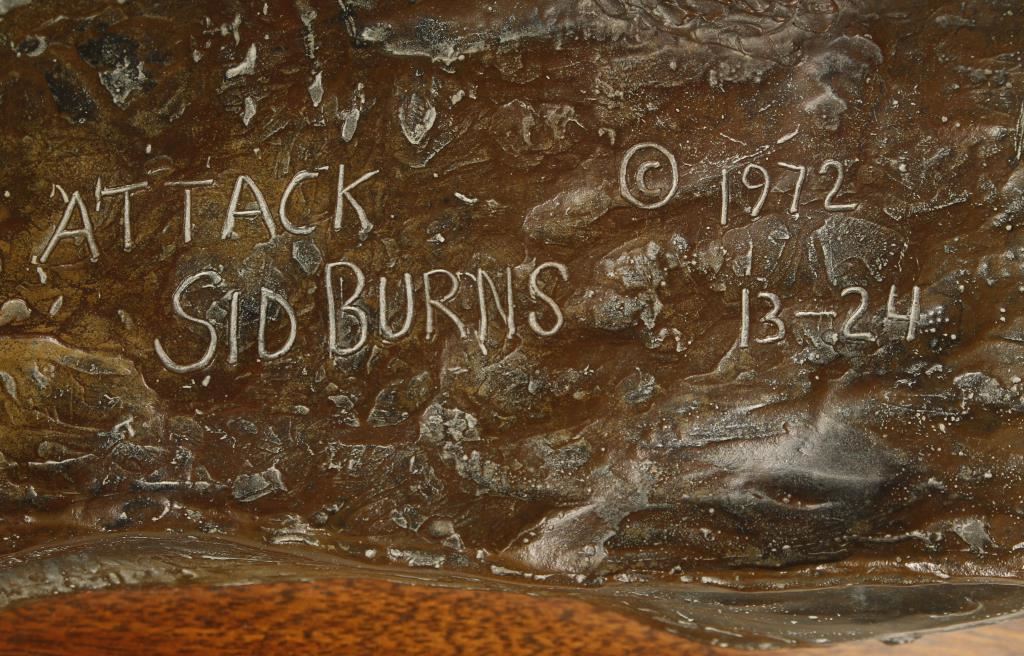 ATTACK © 1972
SID BURNS 13-24